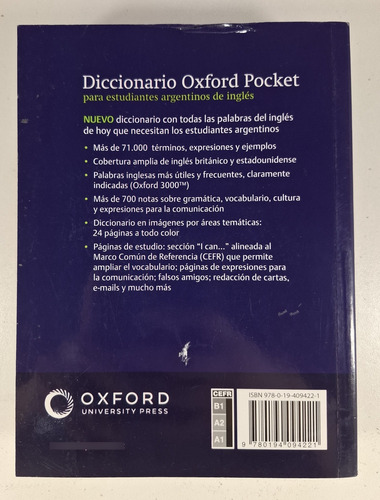 Diccionario Oxford Pocket
para estudiantes argentinos de inglés
NUEVO diccionario con todas las palabras del inglés
de hoy que necesitan los estudiantes argentinos
• Más de 71.000 términos, expresiones y ejemplos
• Cobertura amplia de inglés británico y estadounidense
• Palabras inglesas más útiles y frecuentes, claramente
indicadas (Oxford 3000™)
• Más de 700 notas sobre gramática, vocabulario, cultura
y expresiones para la comunicación
• Diccionario en imágenes por áreas temáticas:
24 páginas a todo color
• Páginas de estudio: sección "I can..." alineada al
Marco Común de Referencia (CEFR) que permite
ampliar el vocabulario; páginas de expresiones para
la comunicación; falsos amigos; redacción de cartas,
e-mails y mucho más
OXFORD
UNIVERSITY PRESS
CEFR
B1
A2
A1
ISBN 978-0-19-409422-1
9 780194 094221